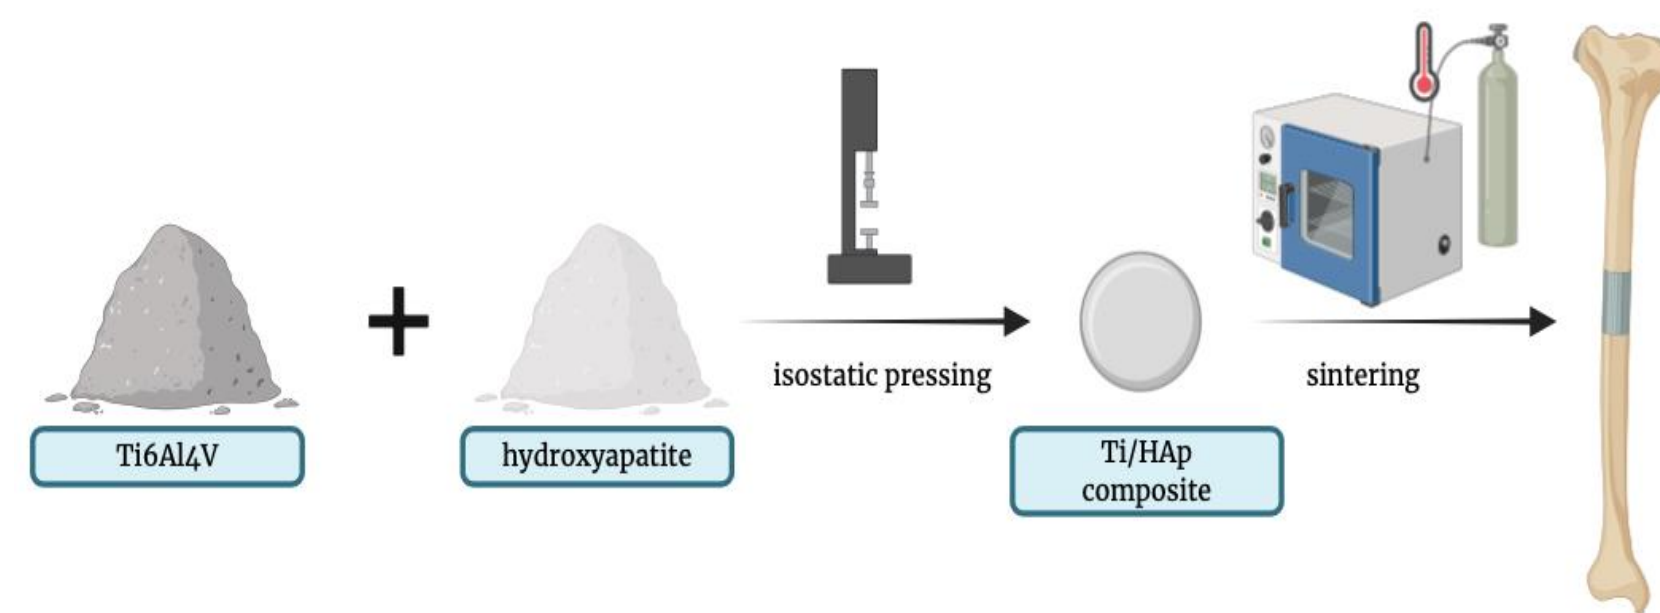 isostatic pressing
sintering
Ti6Al4V
hydroxyapatite
Ti/HAp
composite